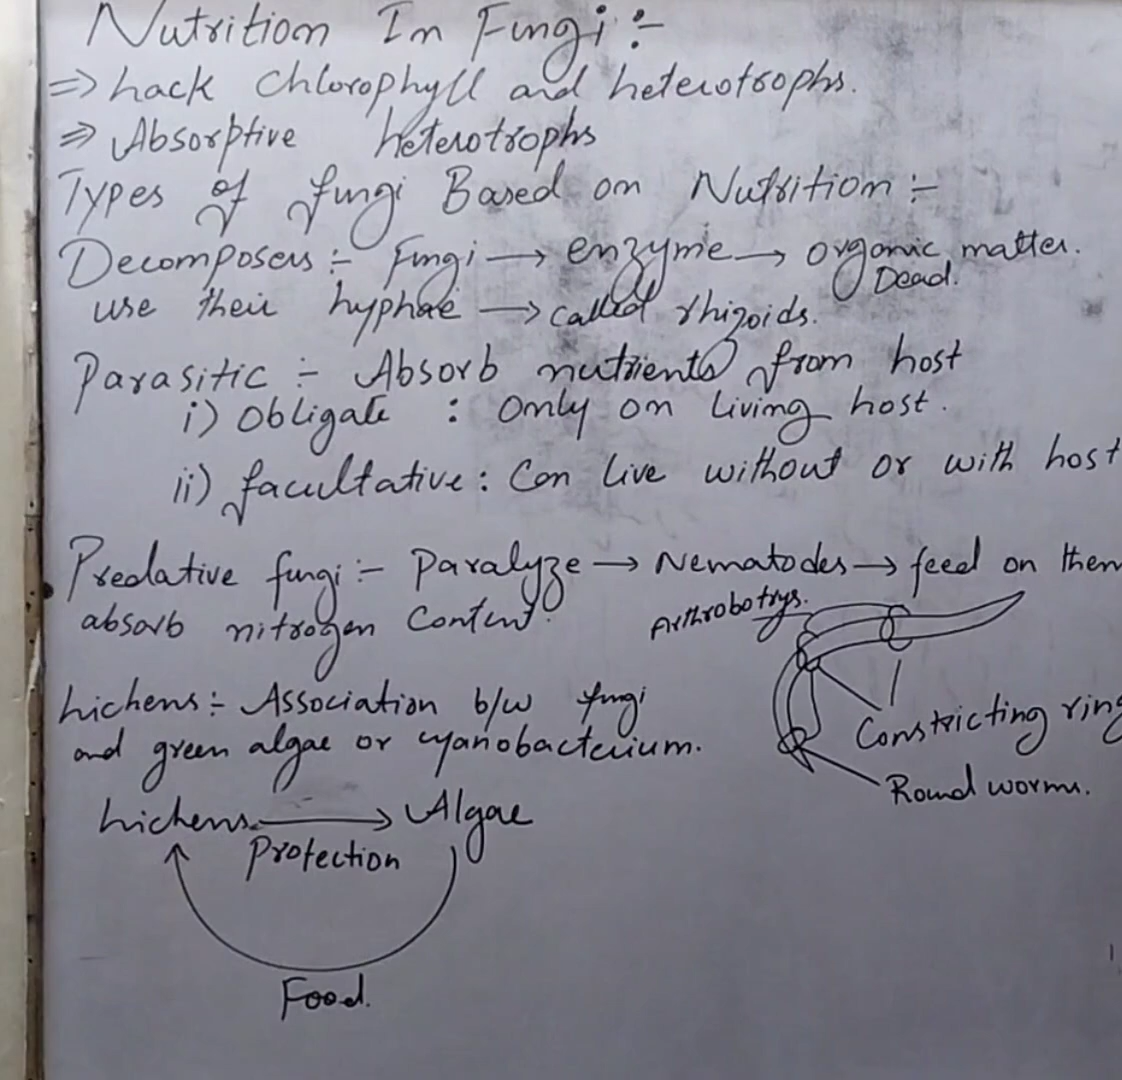 Nutrition In Fungi :-
⇒ Lack Chlorophyll and heterotrophs.
⇒ Absorptive heterotrophs
Types of fungi Based on Nutrition :-
Decomposers :- Fungi → enzyme → organic matter.
Dead.
use their hyphae → called rhizoids.
Parasitic :- Absorb nutrients from host
i) Obligate : Only on living host.
ii) facultative : Can live without or with host
Predative fungi :- Paralyze → Nematodes → feed on them
absorb nitrogen Content.
Arthrobotrys.
Constricting ring
Round worms.
Lichens :- Association b/w fungi
and green algae or cyanobacterium.
Lichens → Algae
Protection
Food.